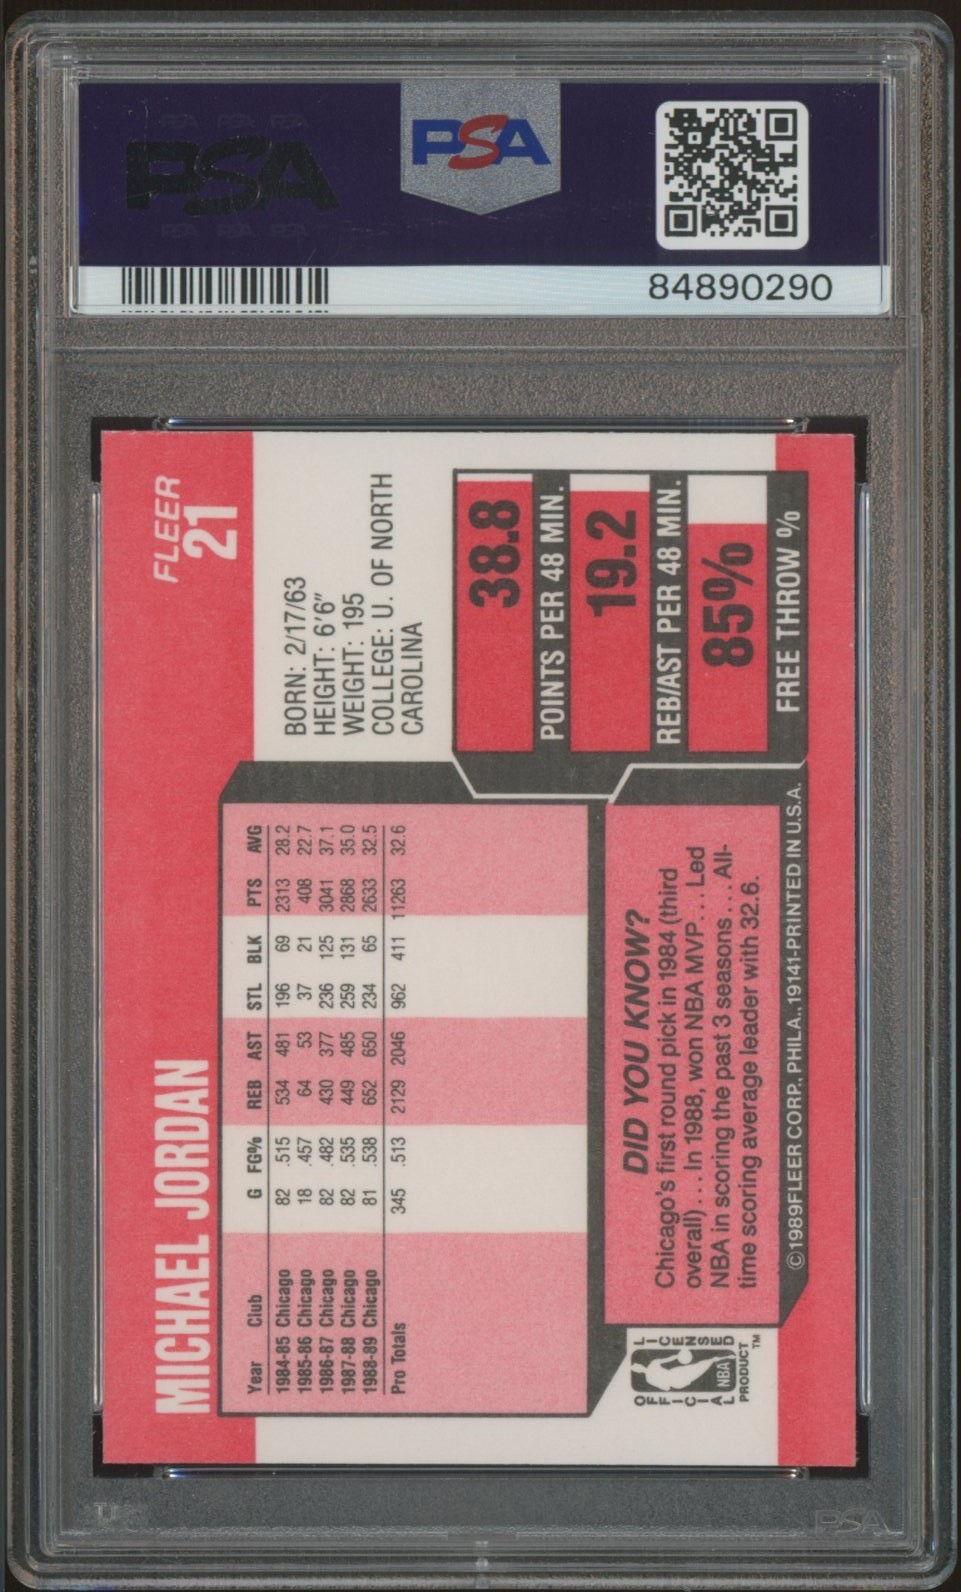 PSA PSA PSA
PSA
PSA PSA PSA
PSA
84890290
MICHAEL JORDAN
FLEER
21
BORN: 2/17/63
HEIGHT: 6'6"
WEIGHT: 195
COLLEGE: U. OF NORTH
CAROLINA
Year Club G FG% REB AST STL BLK PTS AVG
1984-85 Chicago 82 .515 534 481 196 69 2313 28.2
1985-86 Chicago 18 .457 64 53 37 21 408 22.7
1986-87 Chicago 82 .482 430 377 236 125 3041 37.1
1987-88 Chicago 82 .535 449 485 259 131 2868 35.0
1988-89 Chicago 81 .538 652 650 234 65 2633 32.5
Pro Totals 345 .513 2129 2046 962 411 11263 32.6
38.8
POINTS PER 48 MIN.
19.2
REB/AST PER 48 MIN.
85%
FREE THROW %
DID YOU KNOW?
Chicago's first round pick in 1984 (third
overall)... In 1988, won NBA MVP... Led
NBA in scoring the past 3 seasons... All-
time scoring average leader with 32.6.
OFFICIAL
NBA
LICENSED
PRODUCT™
©1989FLEER CORP., PHILA., 19141-PRINTED IN U.S.A.
PSA